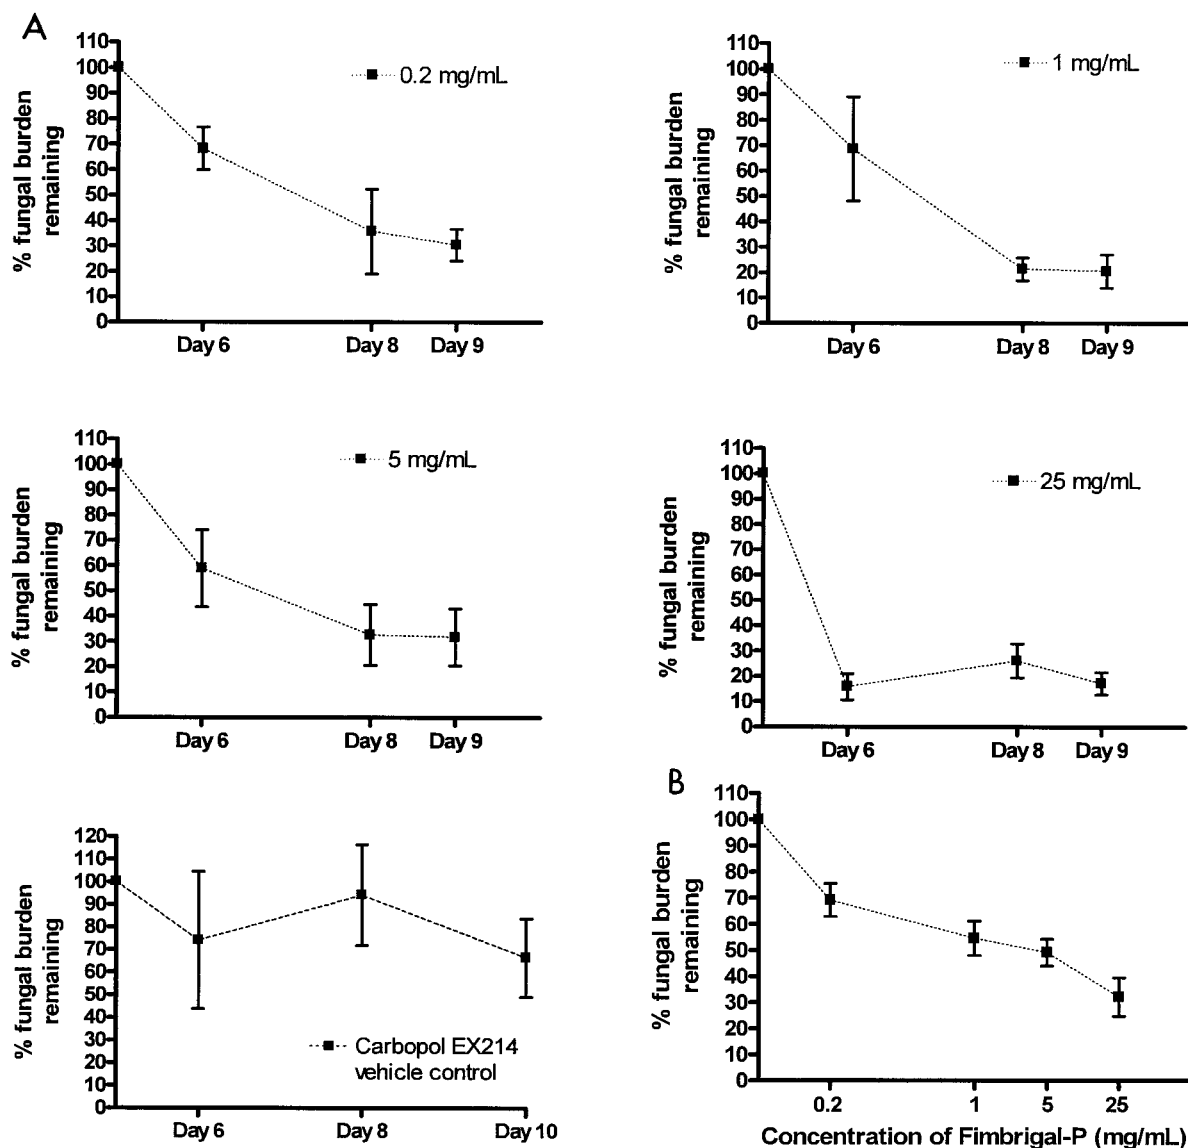 A
% fungal burden
remaining
110
100
90
80
70
60
50
40
30
20
10
0
0.2 mg/mL
Day 6
Day 8
Day 9
% fungal burden
remaining
110
100
90
80
70
60
50
40
30
20
10
0
1 mg/mL
Day 6
Day 8
Day 9
% fungal burden
remaining
110
100
90
80
70
60
50
40
30
20
10
0
5 mg/mL
Day 6
Day 8
Day 9
% fungal burden
remaining
110
100
90
80
70
60
50
40
30
20
10
0
25 mg/mL
Day 6
Day 8
Day 9
% fungal burden
remaining
120
110
100
90
80
70
60
50
40
30
20
10
0
Carbopol EX214
vehicle control
Day 6
Day 8
Day 10
B
% fungal burden
remaining
110
100
90
80
70
60
50
40
30
20
10
0
0.2
1
5
25
Concentration of Fimbrigal-P (mg/mL)